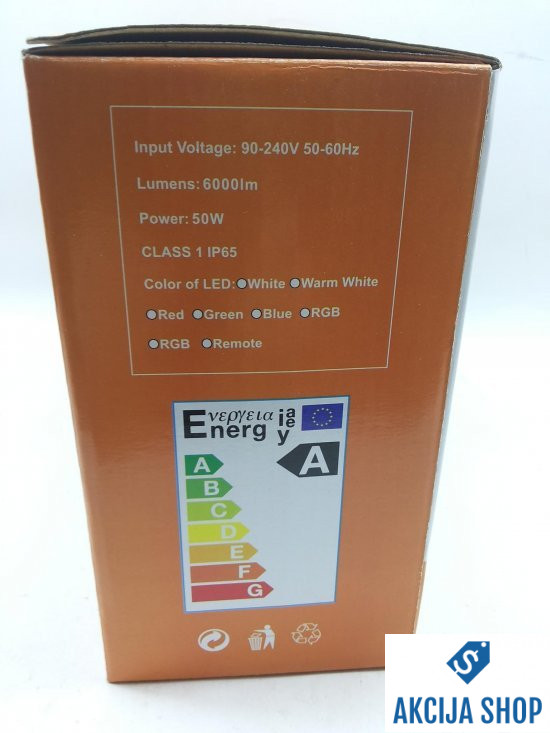 Input Voltage: 90-240V 50-60Hz
Lumens: 6000lm
Power: 50W
CLASS 1 IP65
Color of LED: White Warm White
Red Green Blue RGB
RGB Remote
Eνεργεια
Energ
ia
ie
y
A
A
B
C
D
E
F
G
S
AKCIJA SHOP